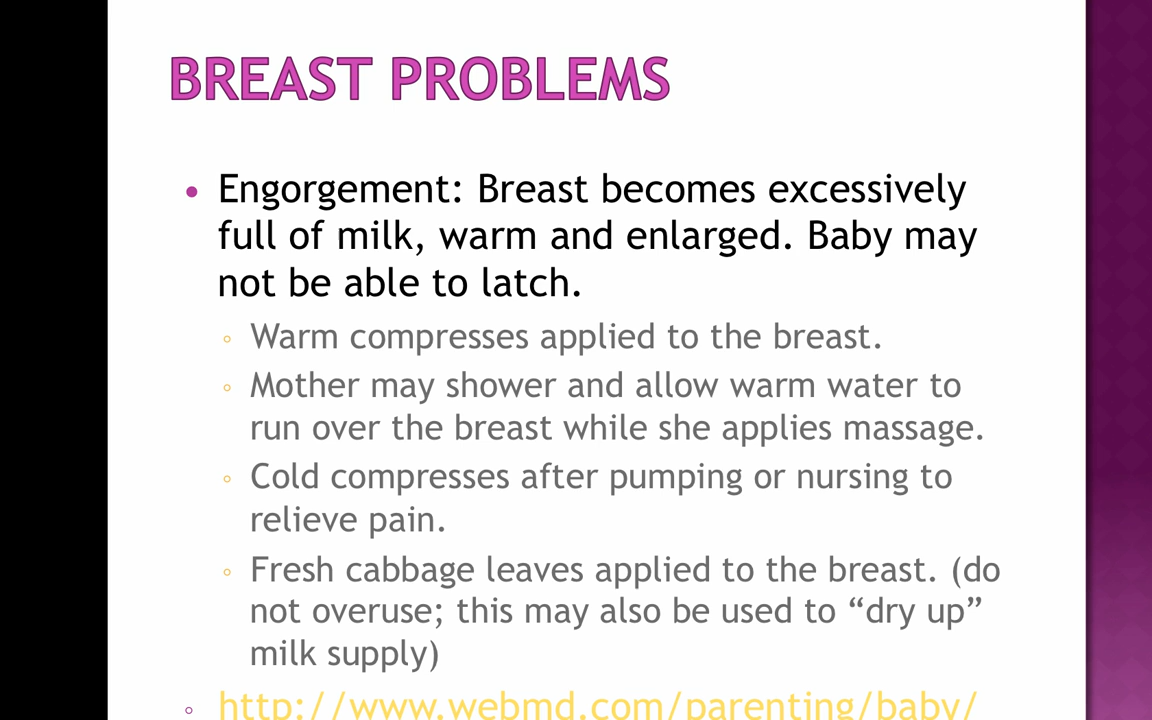 BREAST PROBLEMS
• Engorgement: Breast becomes excessively
full of milk, warm and enlarged. Baby may
not be able to latch.
◦ Warm compresses applied to the breast.
◦ Mother may shower and allow warm water to
run over the breast while she applies massage.
◦ Cold compresses after pumping or nursing to
relieve pain.
◦ Fresh cabbage leaves applied to the breast. (do
not overuse; this may also be used to “dry up”
milk supply)
◦ http://www.webmd.com/parenting/baby/